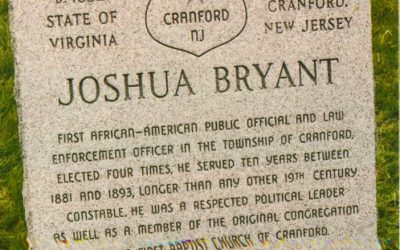 STATE OF
VIRGINIA
CRANFORD
NJ
CRANFORD,
NEW JERSEY
JOSHUA BRYANT
FIRST AFRICAN-AMERICAN PUBLIC OFFICIAL AND LAW
ENFORCEMENT OFFICER IN THE TOWNSHIP OF CRANFORD.
ELECTED FOUR TIMES, HE SERVED TEN YEARS BETWEEN
1881 AND 1893, LONGER THAN ANY OTHER 19TH CENTURY
CONSTABLE. HE WAS A RESPECTED POLITICAL LEADER
AS WELL AS A MEMBER OF THE ORIGINAL CONGREGATION
FIRST BAPTIST CHURCH OF CRANFORD.